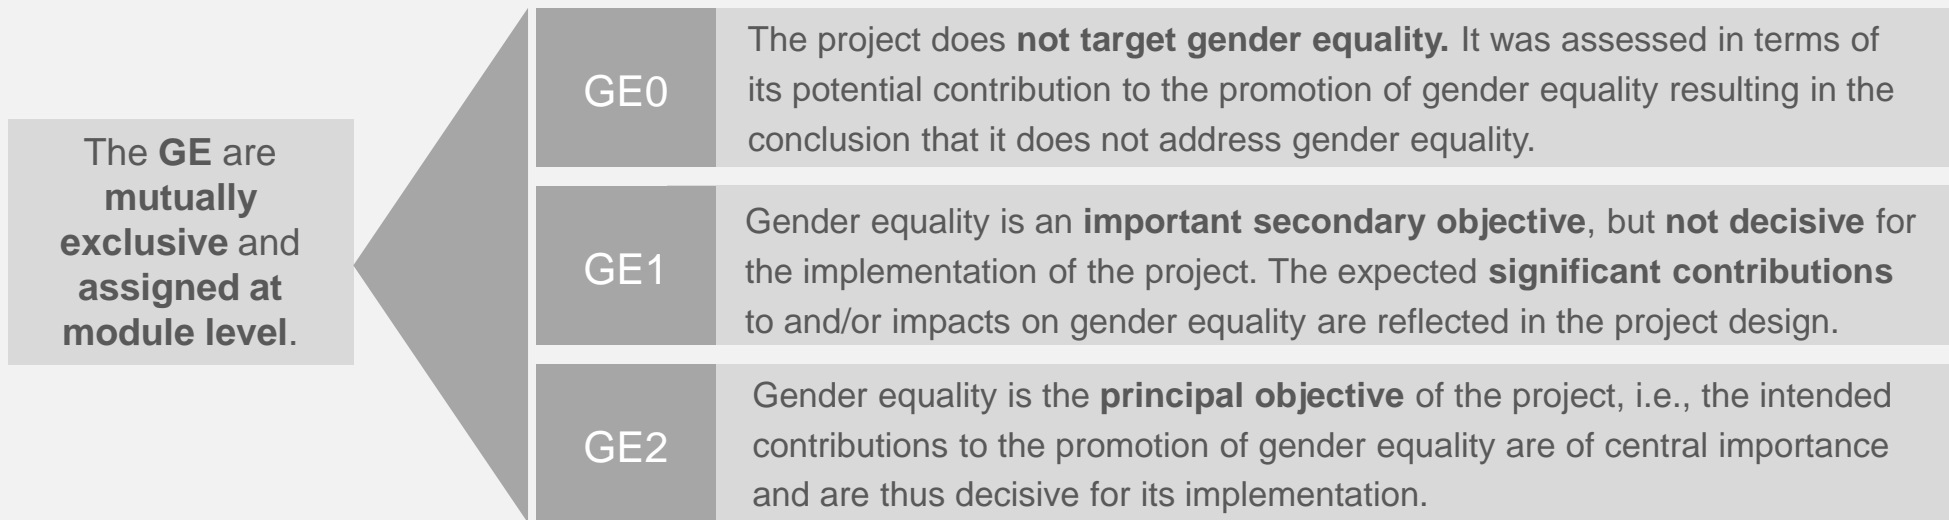 The GE are
mutually
exclusive and
assigned at
module level.
GE0
The project does not target gender equality. It was assessed in terms of
its potential contribution to the promotion of gender equality resulting in the
conclusion that it does not address gender equality.
GE1
Gender equality is an important secondary objective, but not decisive for
the implementation of the project. The expected significant contributions
to and/or impacts on gender equality are reflected in the project design.
GE2
Gender equality is the principal objective of the project, i.e., the intended
contributions to the promotion of gender equality are of central importance
and are thus decisive for its implementation.